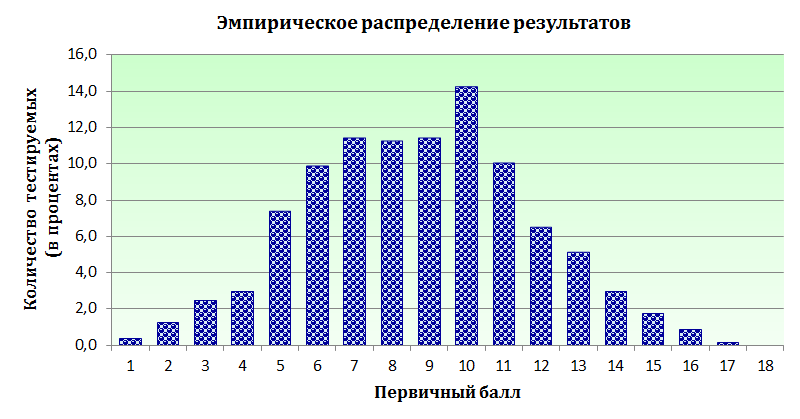 Эмпирическое распределение результатов
Количество тестируемых
(в процентах)
16,0
14,0
12,0
10,0
8,0
6,0
4,0
2,0
0,0
1 2 3 4 5 6 7 8 9 10 11 12 13 14 15 16 17 18
Первичный балл